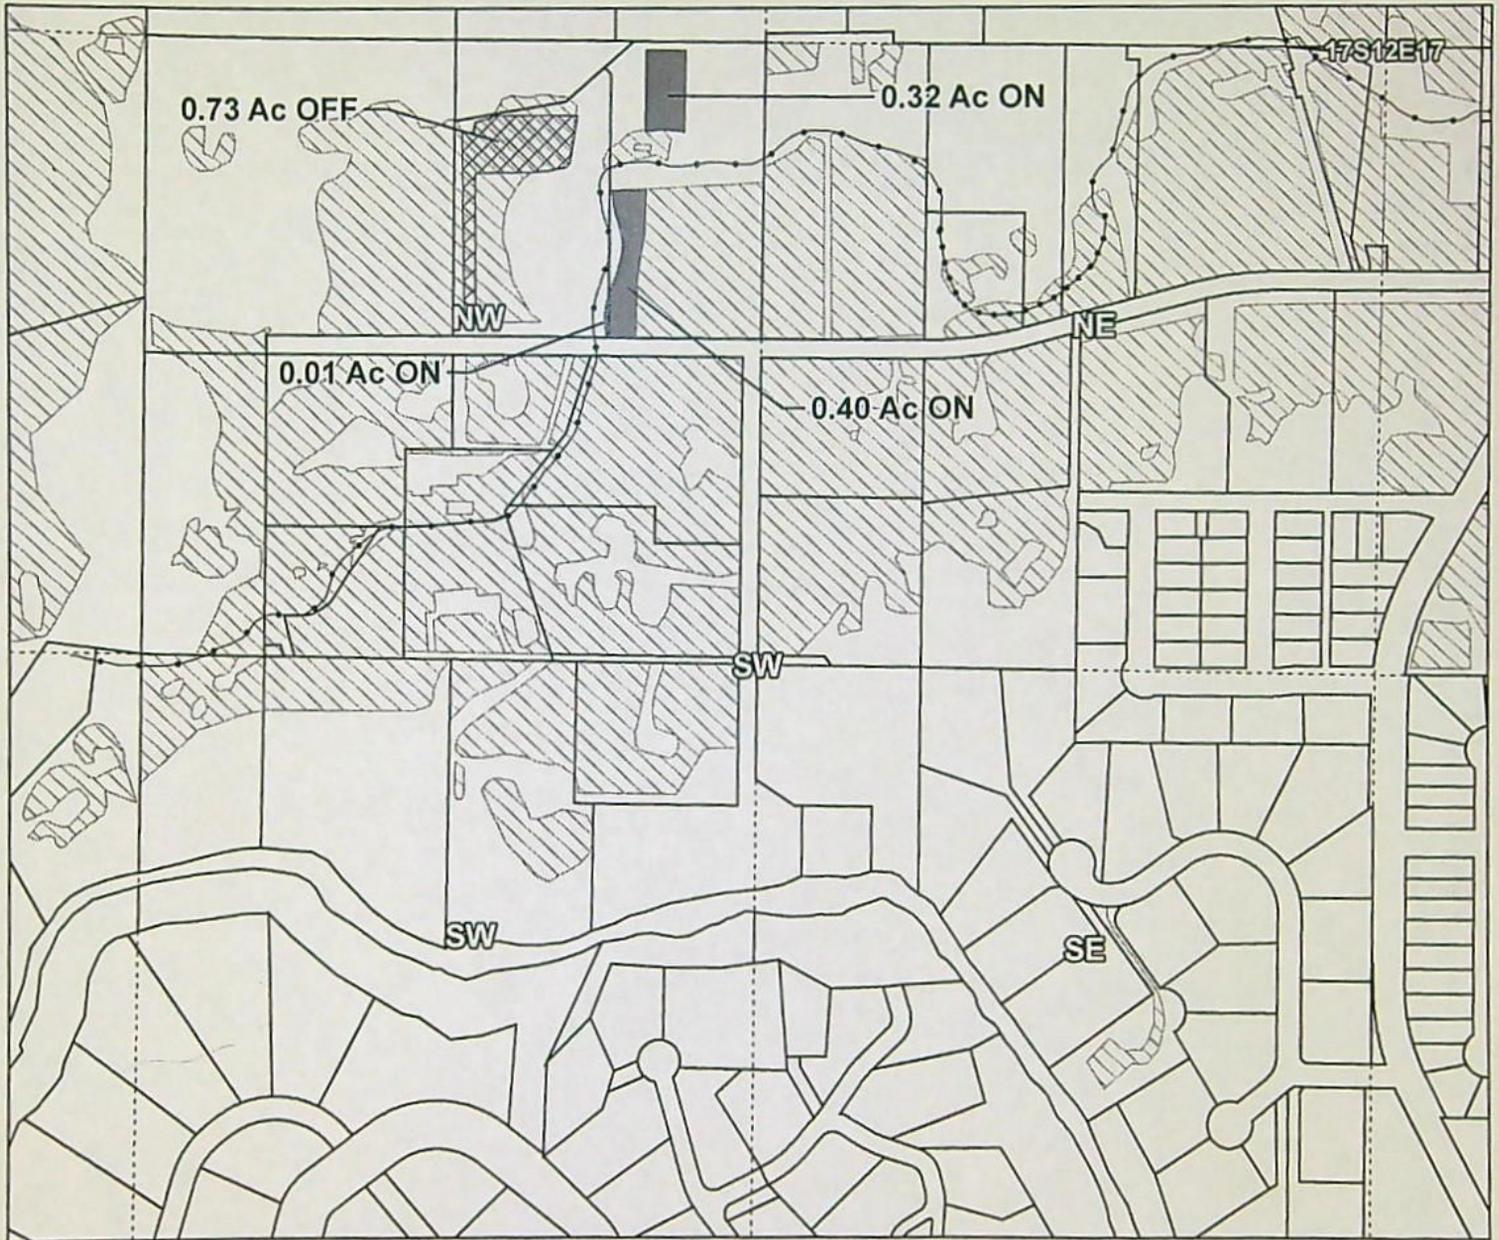 17S12E17
0.73 Ac OFF
0.32 Ac ON
NW
NE
0.01 Ac ON
0.40 Ac ON
SW
SW
SE